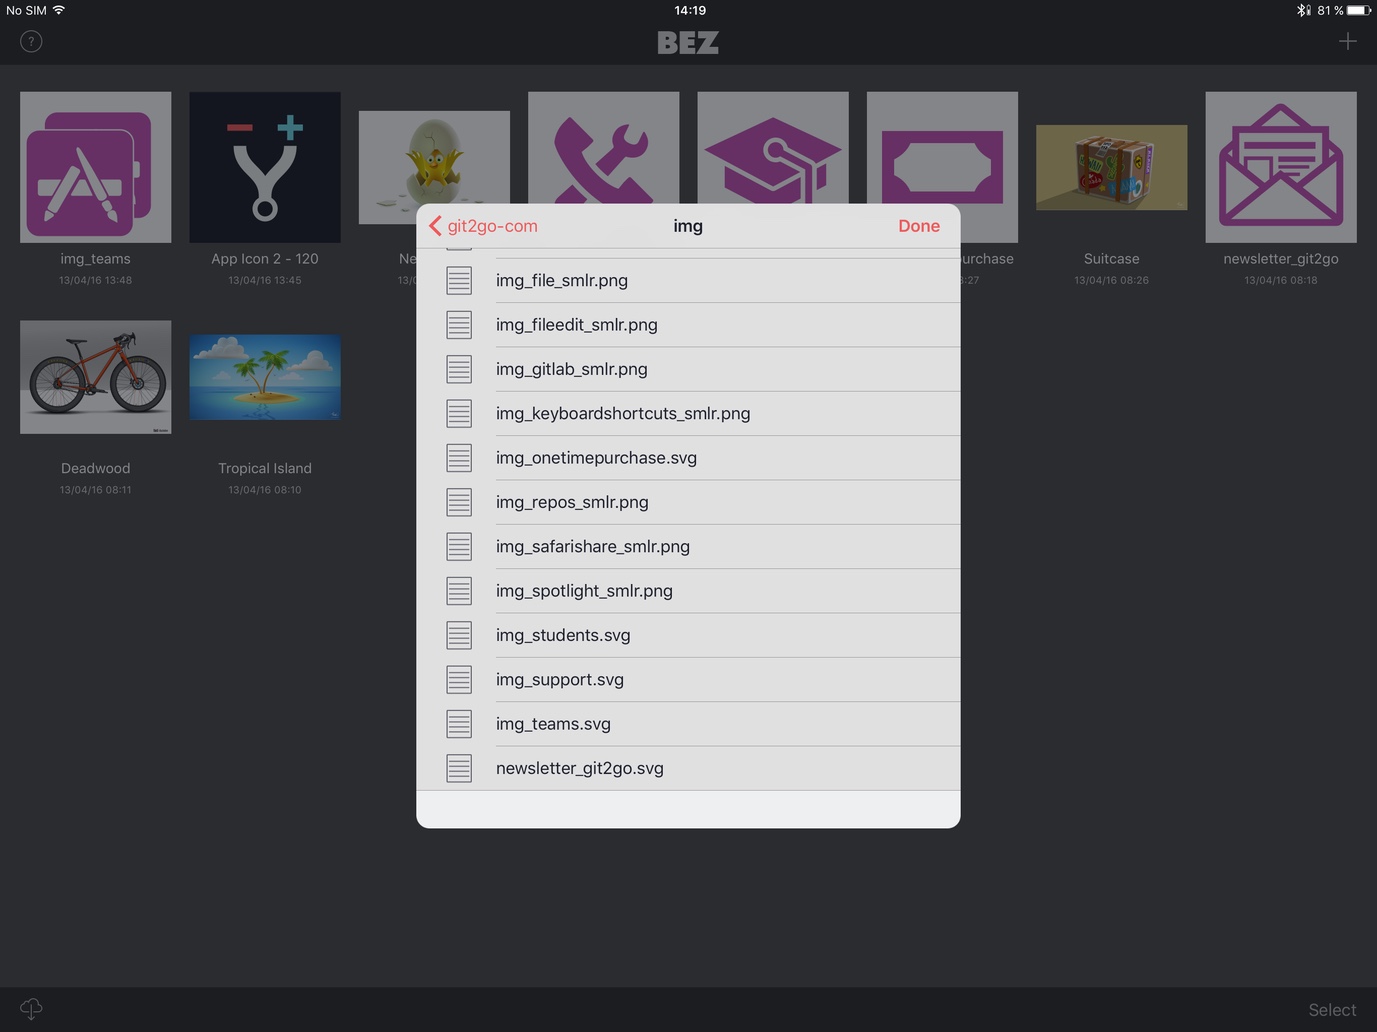 No SIM 14:19 81 %
? BEZ
img_teams App Icon 2 - 120 Ne urchase Suitcase newsletter_git2go
13/04/16 13:48 13/04/16 13:45 13/0 :27 13/04/16 08:26 13/04/16 08:18
Deadwood Tropical Island
13/04/16 08:11 13/04/16 08:10
git2go-com img Done
img_file_smlr.png
img_fileedit_smlr.png
img_gitlab_smlr.png
img_keyboardshortcuts_smlr.png
img_onetimepurchase.svg
img_repos_smlr.png
img_safarishare_smlr.png
img_spotlight_smlr.png
img_students.svg
img_support.svg
img_teams.svg
newsletter_git2go.svg
Select